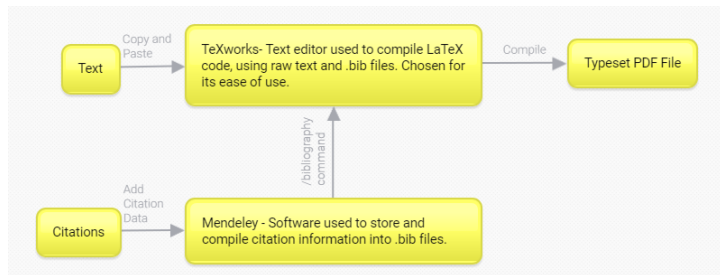 Copy and
Paste
Text
TeXworks- Text editor used to compile LaTeX
code, using raw text and .bib files. Chosen for
its ease of use.
Compile
Typeset PDF File
/bibliography
command
Add
Citation
Data
Citations
Mendeley - Software used to store and
compile citation information into .bib files.